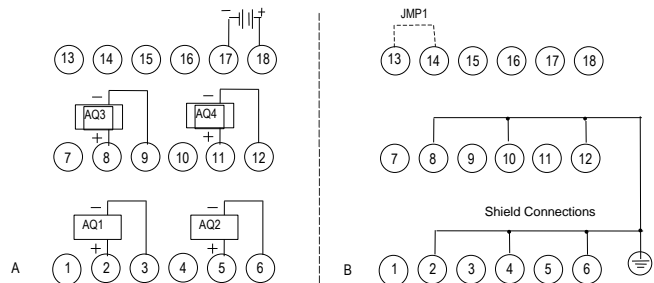 − + JMP1
13 14 15 16 17 18 13 14 15 16 17 18
− −
AQ3 AQ4
+ +
7 8 9 10 11 12 7 8 9 10 11 12
− − Shield Connections
AQ1 AQ2
+ +
A 1 2 3 4 5 6 B 1 2 3 4 5 6